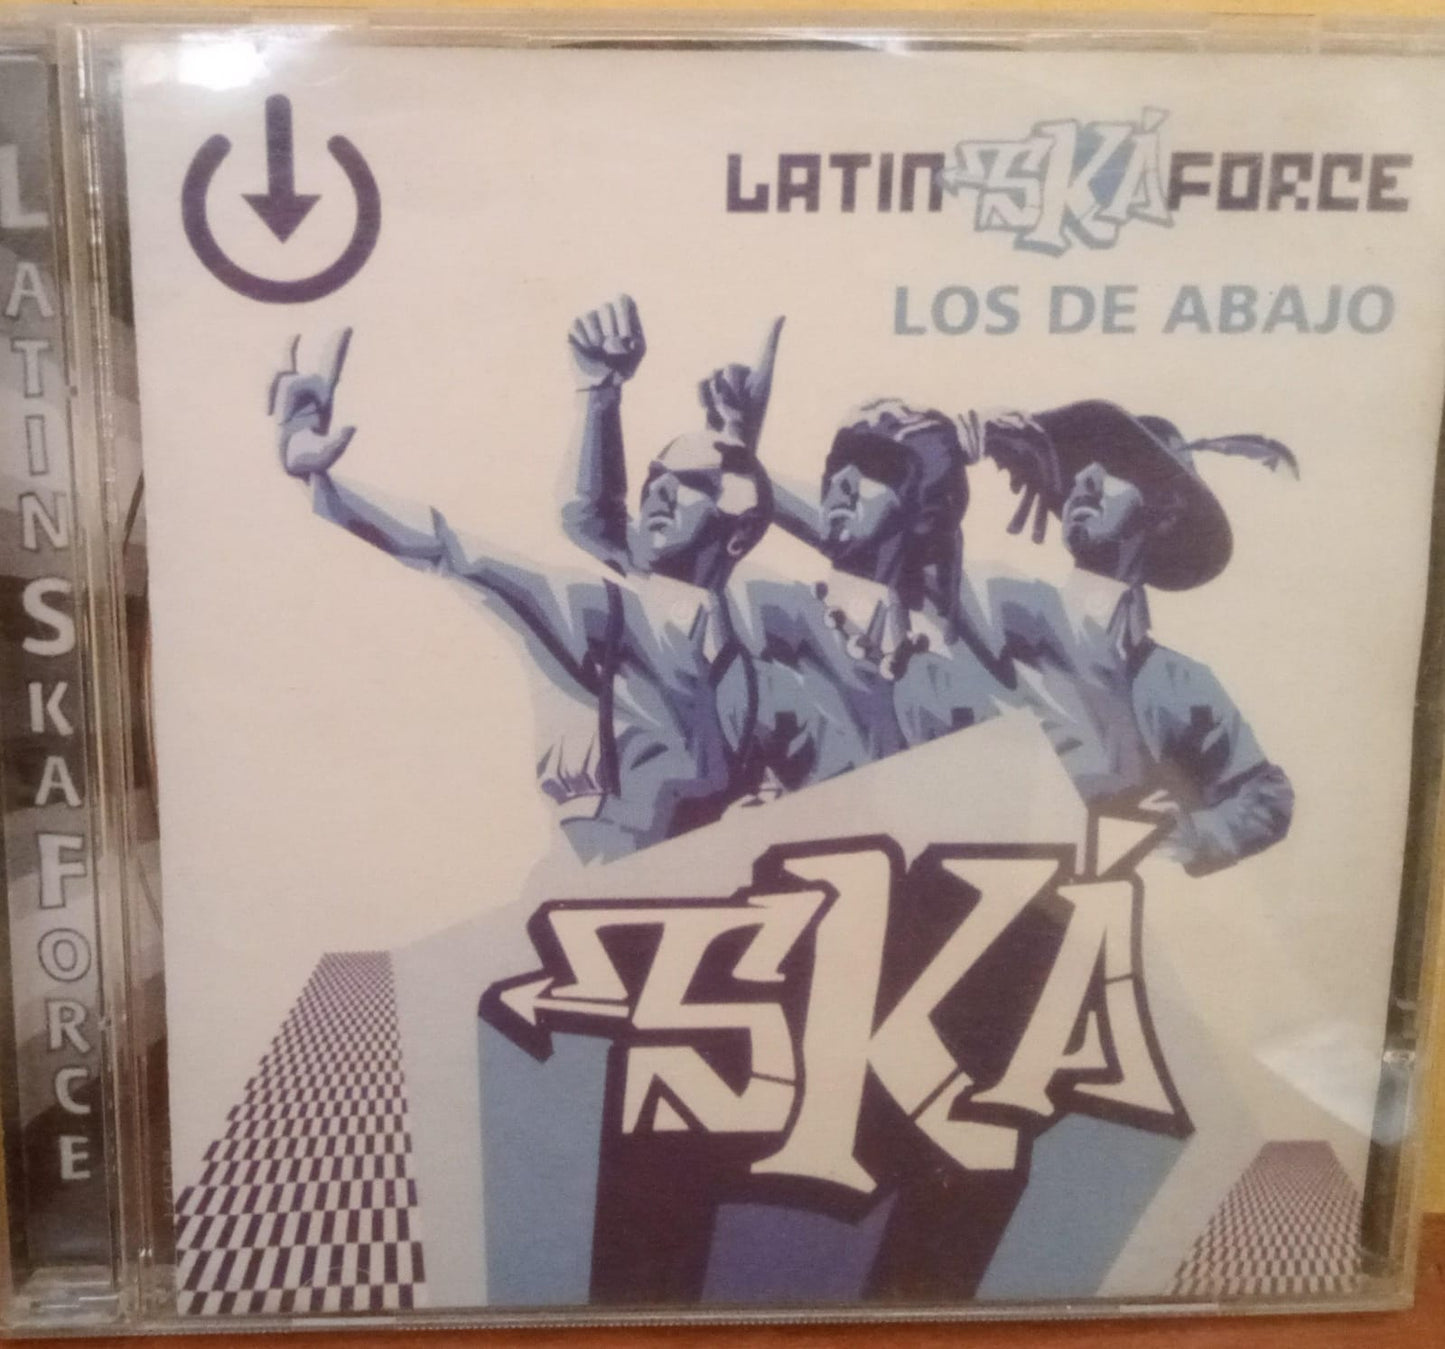 LATIN SKÁ FORCE
LOS DE ABAJO
SKÁ
LATIN SKA FORCE